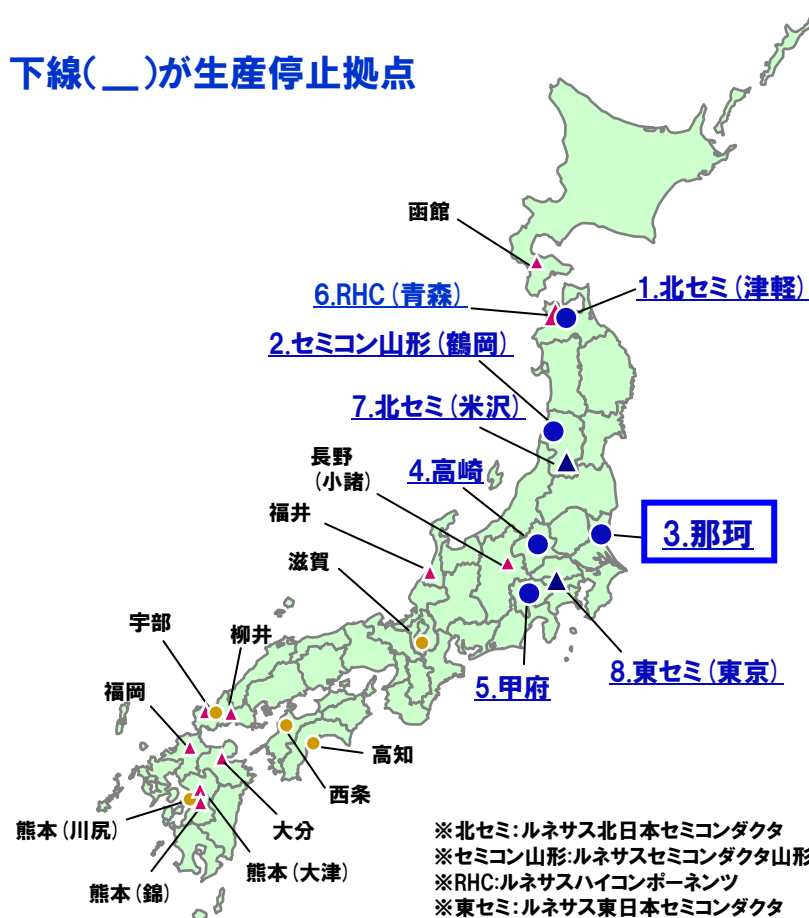 下線(__)が生産停止拠点
函館
6.RHC(青森)
1.北セミ(津軽)
2.セミコン山形(鶴岡)
7.北セミ(米沢)
長野
(小諸)
4.高崎
福井
3.那珂
滋賀
宇部
柳井
5.甲府
8.東セミ(東京)
福岡
高知
西条
熊本(川尻)
大分
熊本(大津)
熊本(錦)
※北セミ:ルネサス北日本セミコンダクタ
※セミコン山形:ルネサスセミコンダクタ山形
※RHC:ルネサスハイコンポーネンツ
※東セミ:ルネサス東日本セミコンダクタ